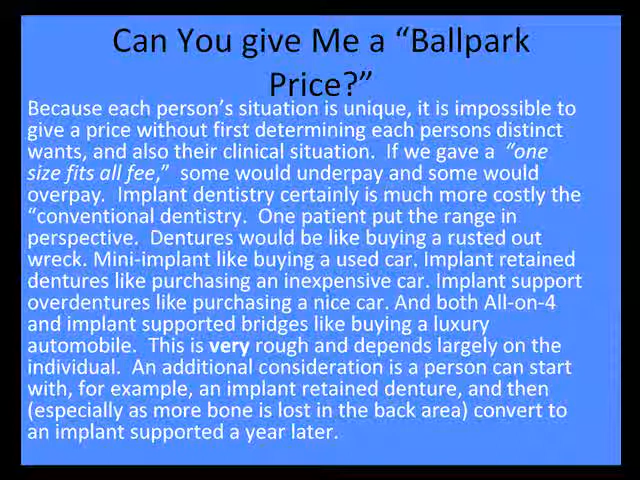 Can You give Me a “Ballpark
Price?”
Because each person’s situation is unique, it is impossible to
give a price without first determining each persons distinct
wants, and also their clinical situation.  If we gave a  “one
size fits all fee,”  some would underpay and some would
overpay.  Implant dentistry certainly is much more costly the
“conventional dentistry.  One patient put the range in
perspective.  Dentures would be like buying a rusted out
wreck. Mini-implant like buying a used car. Implant retained
dentures like purchasing an inexpensive car. Implant support
overdentures like purchasing a nice car. And both All-on-4
and implant supported bridges like buying a luxury
automobile.  This is very rough and depends largely on the
individual.  An additional consideration is a person can start
with, for example, an implant retained denture, and then
(especially as more bone is lost in the back area) convert to
an implant supported a year later.